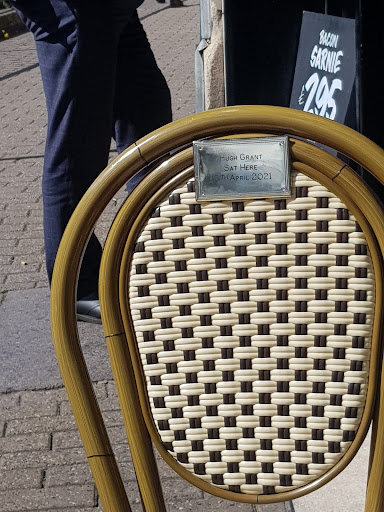 Hugh Grant
Sat Here
April 2021
BACON
SARNIE
2.95